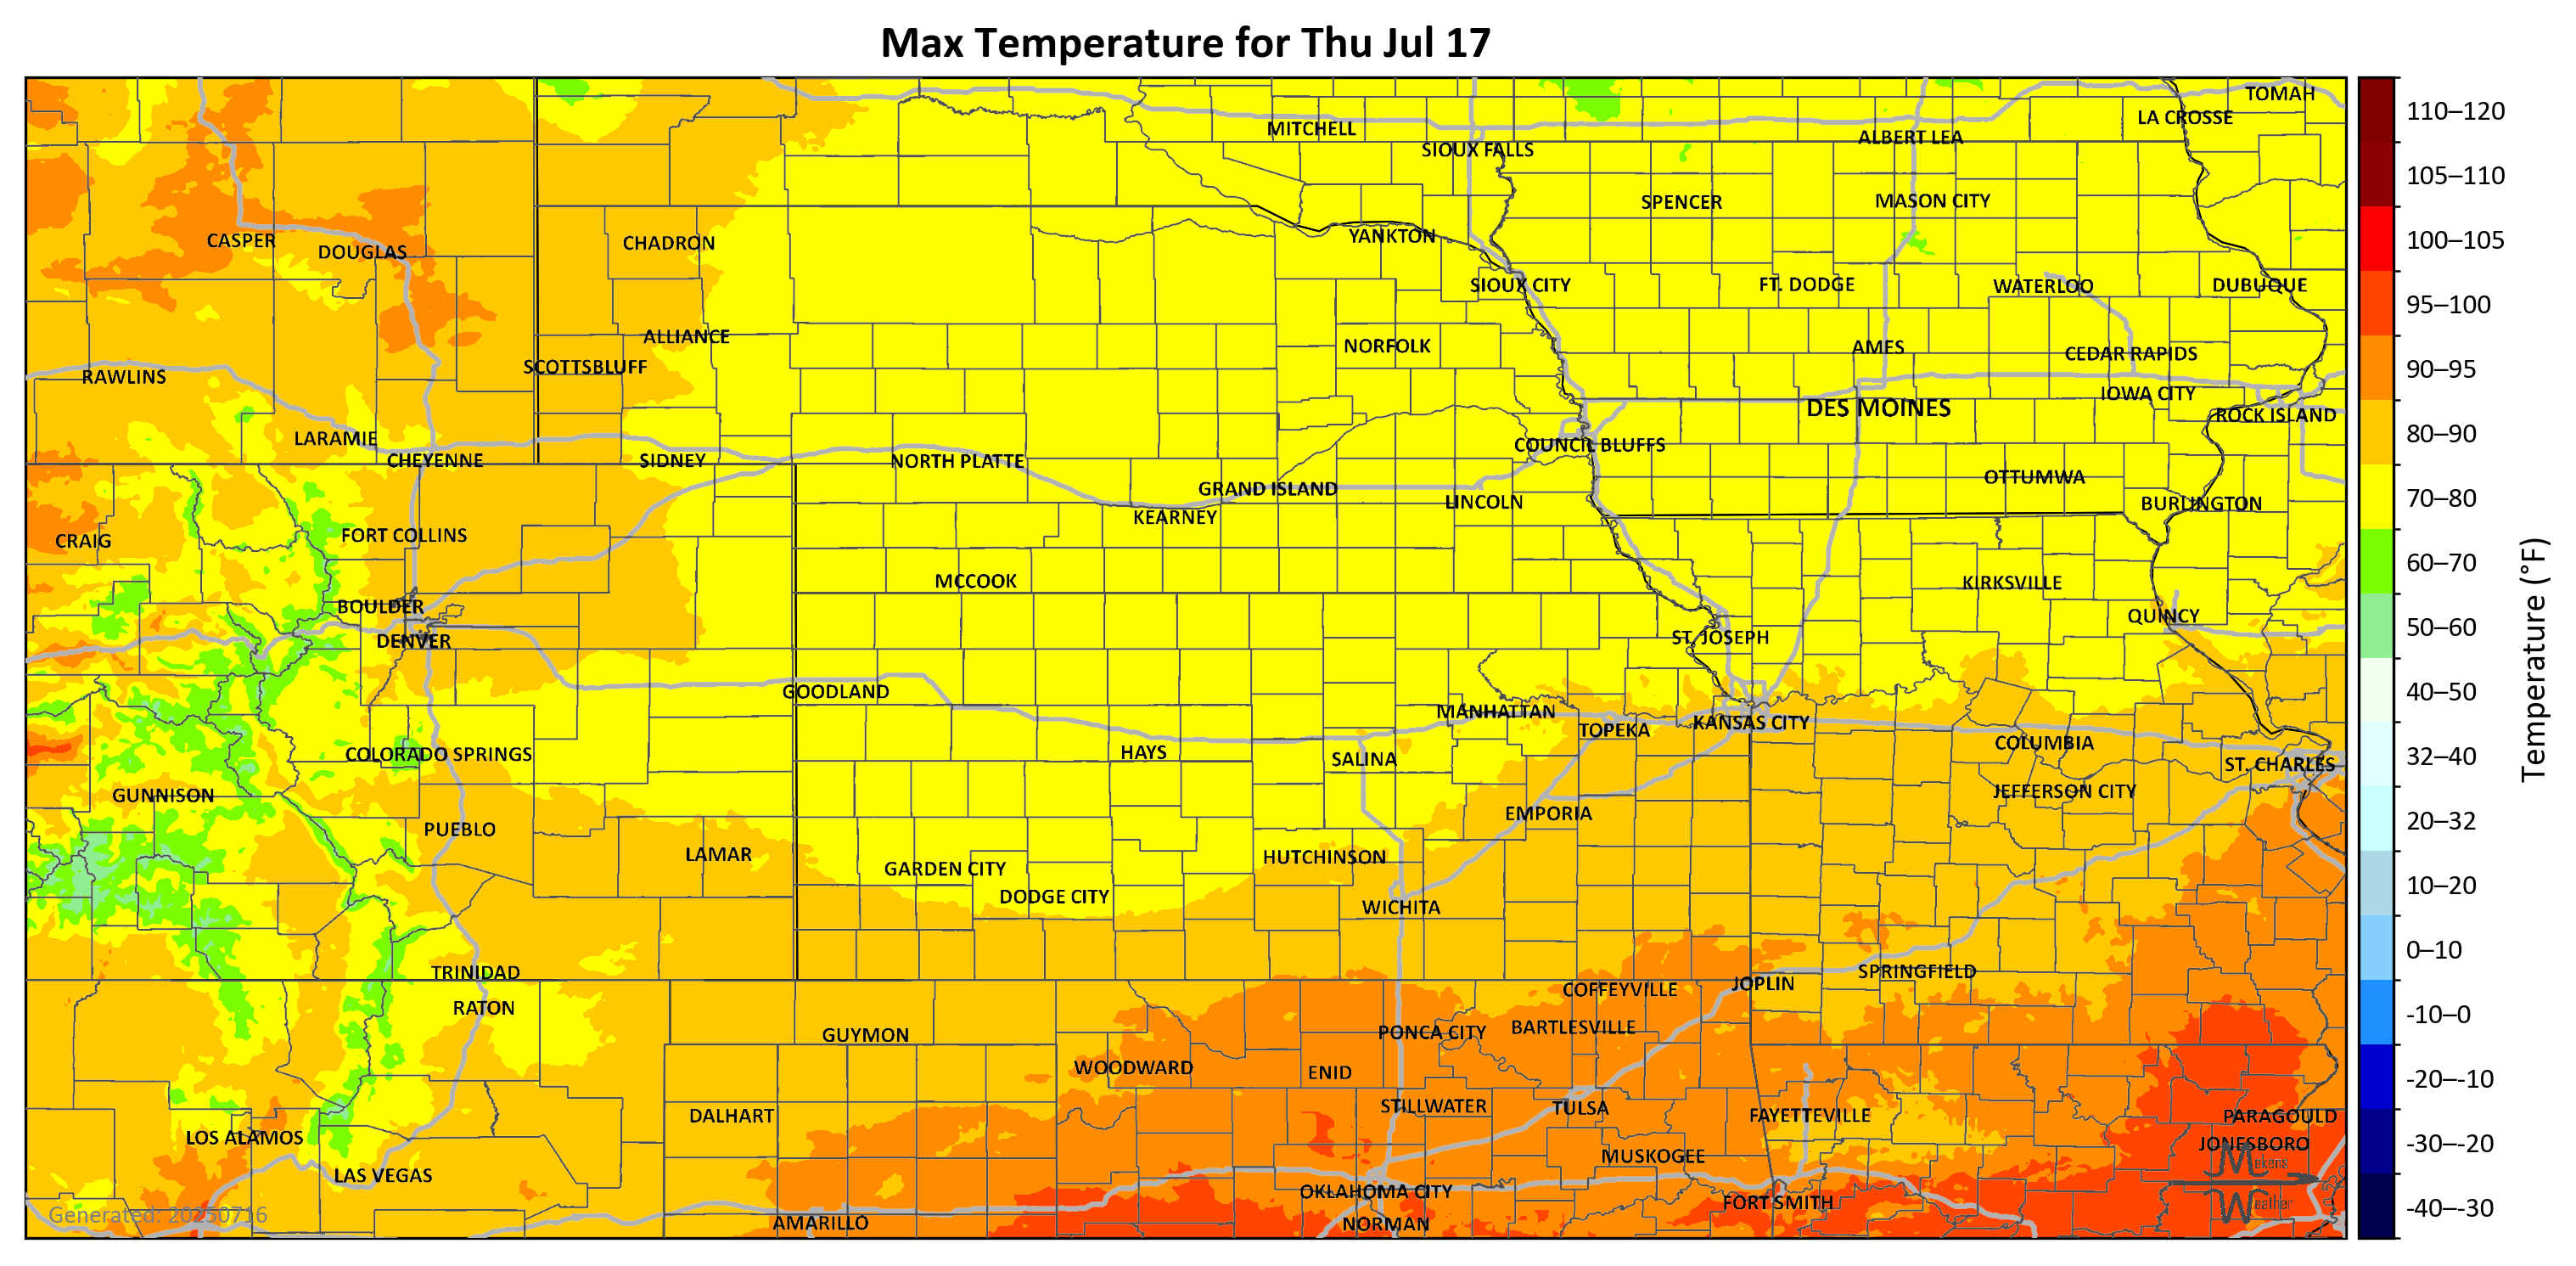 Max Temperature for Thu Jul 17
TOMAH
LA CROSSE
MITCHELL
ALBERT LEA
SIOUX FALLS
SPENCER
MASON CITY
CASPER
DOUGLAS
CHADRON
YANKTON
SIOUX CITY
FT. DODGE
WATERLOO
DUBUQUE
ALLIANCE
NORFOLK
AMES
CEDAR RAPIDS
RAWLINS
SCOTTSBLUFF
IOWA CITY
DES MOINES
ROCK ISLAND
LARAMIE
COUNCIL BLUFFS
CHEYENNE
SIDNEY
NORTH PLATTE
OTTUMWA
GRAND ISLAND
LINCOLN
BURLINGTON
KEARNEY
FORT COLLINS
CRAIG
MCCOOK
KIRKSVILLE
BOULDER
QUINCY
DENVER
ST. JOSEPH
GOODLAND
MANHATTAN
KANSAS CITY
TOPEKA
COLUMBIA
COLORADO SPRINGS
HAYS
SALINA
ST. CHARLES
GUNNISON
JEFFERSON CITY
EMPORIA
PUEBLO
LAMAR
HUTCHINSON
GARDEN CITY
DODGE CITY
WICHITA
TRINIDAD
SPRINGFIELD
JOPLIN
COFFEYVILLE
RATON
GUYMON
PONCA CITY
BARTLESVILLE
WOODWARD
ENID
STILLWATER
TULSA
DALHART
FAYETTEVILLE
PARAGOULD
LOS ALAMOS
JONESBORO
MUSKOGEE
LAS VEGAS
OKLAHOMA CITY
FORT SMITH
AMARILLO
NORMAN
Makens
Weather
Generated: 20250716
110–120
105–110
100–105
95–100
90–95
80–90
70–80
60–70
50–60
40–50
32–40
20–32
10–20
0–10
-10–0
-20–-10
-30–-20
-40–-30
Temperature (°F)